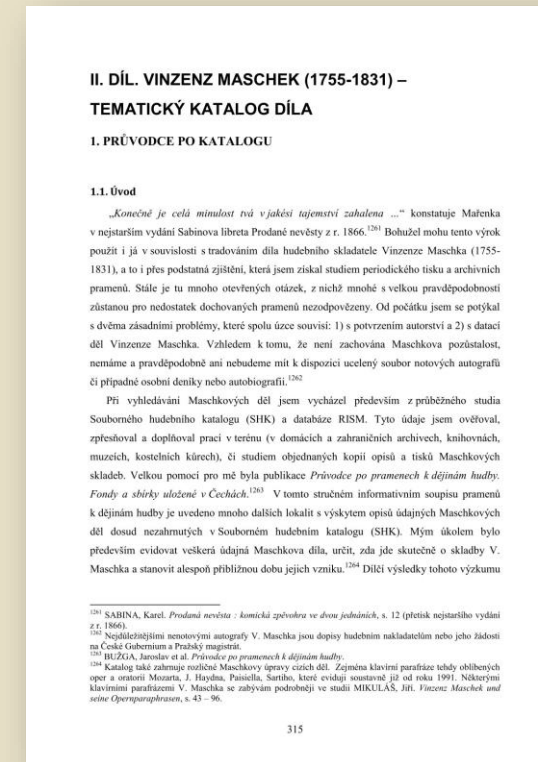 II. DÍL. VINZENZ MASCHEK (1755-1831) –
TEMATICKÝ KATALOG DÍLA
1. PRŮVODCE PO KATALOGU
1.1. Úvod
„Konečně je celá minulost tvá v jakési tajemství zahalena ...“ konstatuje Mařenka
v nejstarším vydání Sabinova libreta Prodané nevěsty z r. 1866.1261 Bohužel mohu tento výrok
použít i já v souvislosti s tradováním díla hudebního skladatele Vinzenze Maschka (1755-
1831), a to i přes podstatná zjištění, která jsem získal studiem periodického tisku a archivních
pramenů. Stále je tu mnoho otevřených otázek, z nichž mnohé s velkou pravděpodobností
zůstanou pro nedostatek dochovaných pramenů nezodpovězeny. Od počátku jsem se potýkal
s dvěma zásadními problémy, které spolu úzce souvisí: 1) s potvrzením autorství a 2) s datací
děl Vinzenze Maschka. Vzhledem k tomu, že není zachována Maschkova pozůstalost,
nemáme a pravděpodobně ani nebudeme mít k dispozici ucelený soubor notových autografů
či případné osobní deníky nebo autobiografii.1262
Při vyhledávání Maschkových děl jsem vycházel především z průběžného studia
Souborného hudebního katalogu (SHK) a databáze RISM. Tyto údaje jsem ověřoval,
zpřesňoval a doplňoval prací v terénu (v domácích a zahraničních archivech, knihovnách,
muzeích, kostelních kůrech), či studiem objednaných kopií opisů a tisků Maschkových
skladeb. Velkou pomocí pro mě byla publikace Průvodce po pramenech k dějinám hudby.
Fondy a sbírky uložené v Čechách.1263 V tomto stručném informativním soupisu pramenů
k dějinám hudby je uvedeno mnoho dalších lokalit s výskytem opisů údajných Maschkových
děl dosud nezahrnutých v Souborném hudebním katalogu (SHK). Mým úkolem bylo
především evidovat veškerá údajná Maschkova díla, určit, zda jde skutečně o skladby V.
Maschka a stanovit alespoň přibližnou dobu jejich vzniku.1264 Dílčí výsledky tohoto výzkumu
1261 SABINA, Karel. Prodaná nevěsta : komická zpěvohra ve dvou jednáních, s. 12 (přetisk nejstaršího vydání
z r. 1866).
1262 Nejdůležitějšími nenotovými autografy V. Maschka jsou dopisy hudebním nakladatelům nebo jeho žádosti
na České Gubernium a Pražský magistrát.
1263 BUŽGA, Jaroslav et al. Průvodce po pramenech k dějinám hudby.
1264 Katalog také zahrnuje rozličné Maschkovy úpravy cizích děl. Zejména klavírní parafráze tehdy oblíbených
oper a oratorií Mozarta, J. Haydna, Paisiella, Sartiho, které eviduji soustavně již od roku 1991. Některými
klavírními parafrázemi V. Maschka se zabývám podrobněji ve studii MIKULÁŠ, Jiří. Vinzenz Maschek und
seine Opernparaphrasen, s. 43 – 96.
315